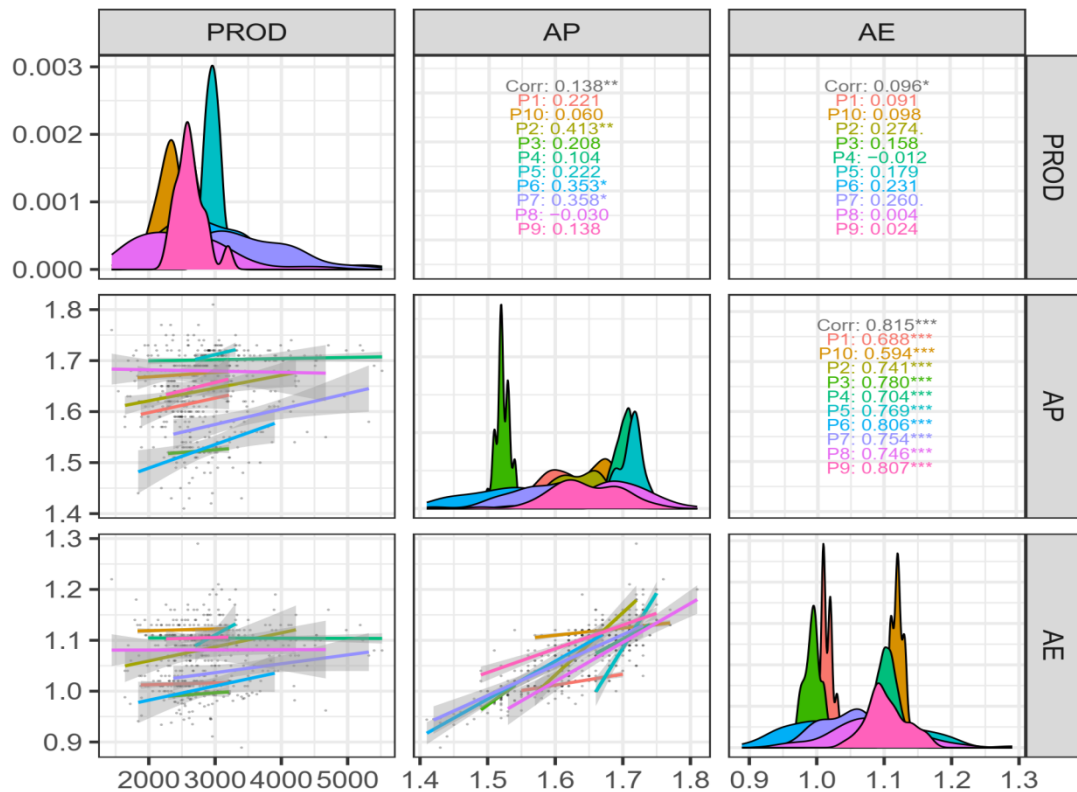 PROD AP AE
0.003
0.002
0.001
0.000
Corr: 0.138**
P1: 0.221
P10: 0.060
P2: 0.413**
P3: 0.208
P4: 0.104
P5: 0.222
P6: 0.353*
P7: 0.358*
P8: −0.030
P9: 0.138
Corr: 0.096*
P1: 0.091
P10: 0.098
P2: 0.274.
P3: 0.158
P4: −0.012
P5: 0.179
P6: 0.231
P7: 0.260.
P8: 0.004
P9: 0.024
PROD
1.8
1.7
1.6
1.5
1.4
Corr: 0.815***
P1: 0.688***
P10: 0.594***
P2: 0.741***
P3: 0.780***
P4: 0.704***
P5: 0.769***
P6: 0.806***
P7: 0.754***
P8: 0.746***
P9: 0.807***
AP
1.3
1.2
1.1
1.0
0.9
AE
2000 3000 4000 5000 1.4 1.5 1.6 1.7 1.8 0.9 1.0 1.1 1.2 1.3